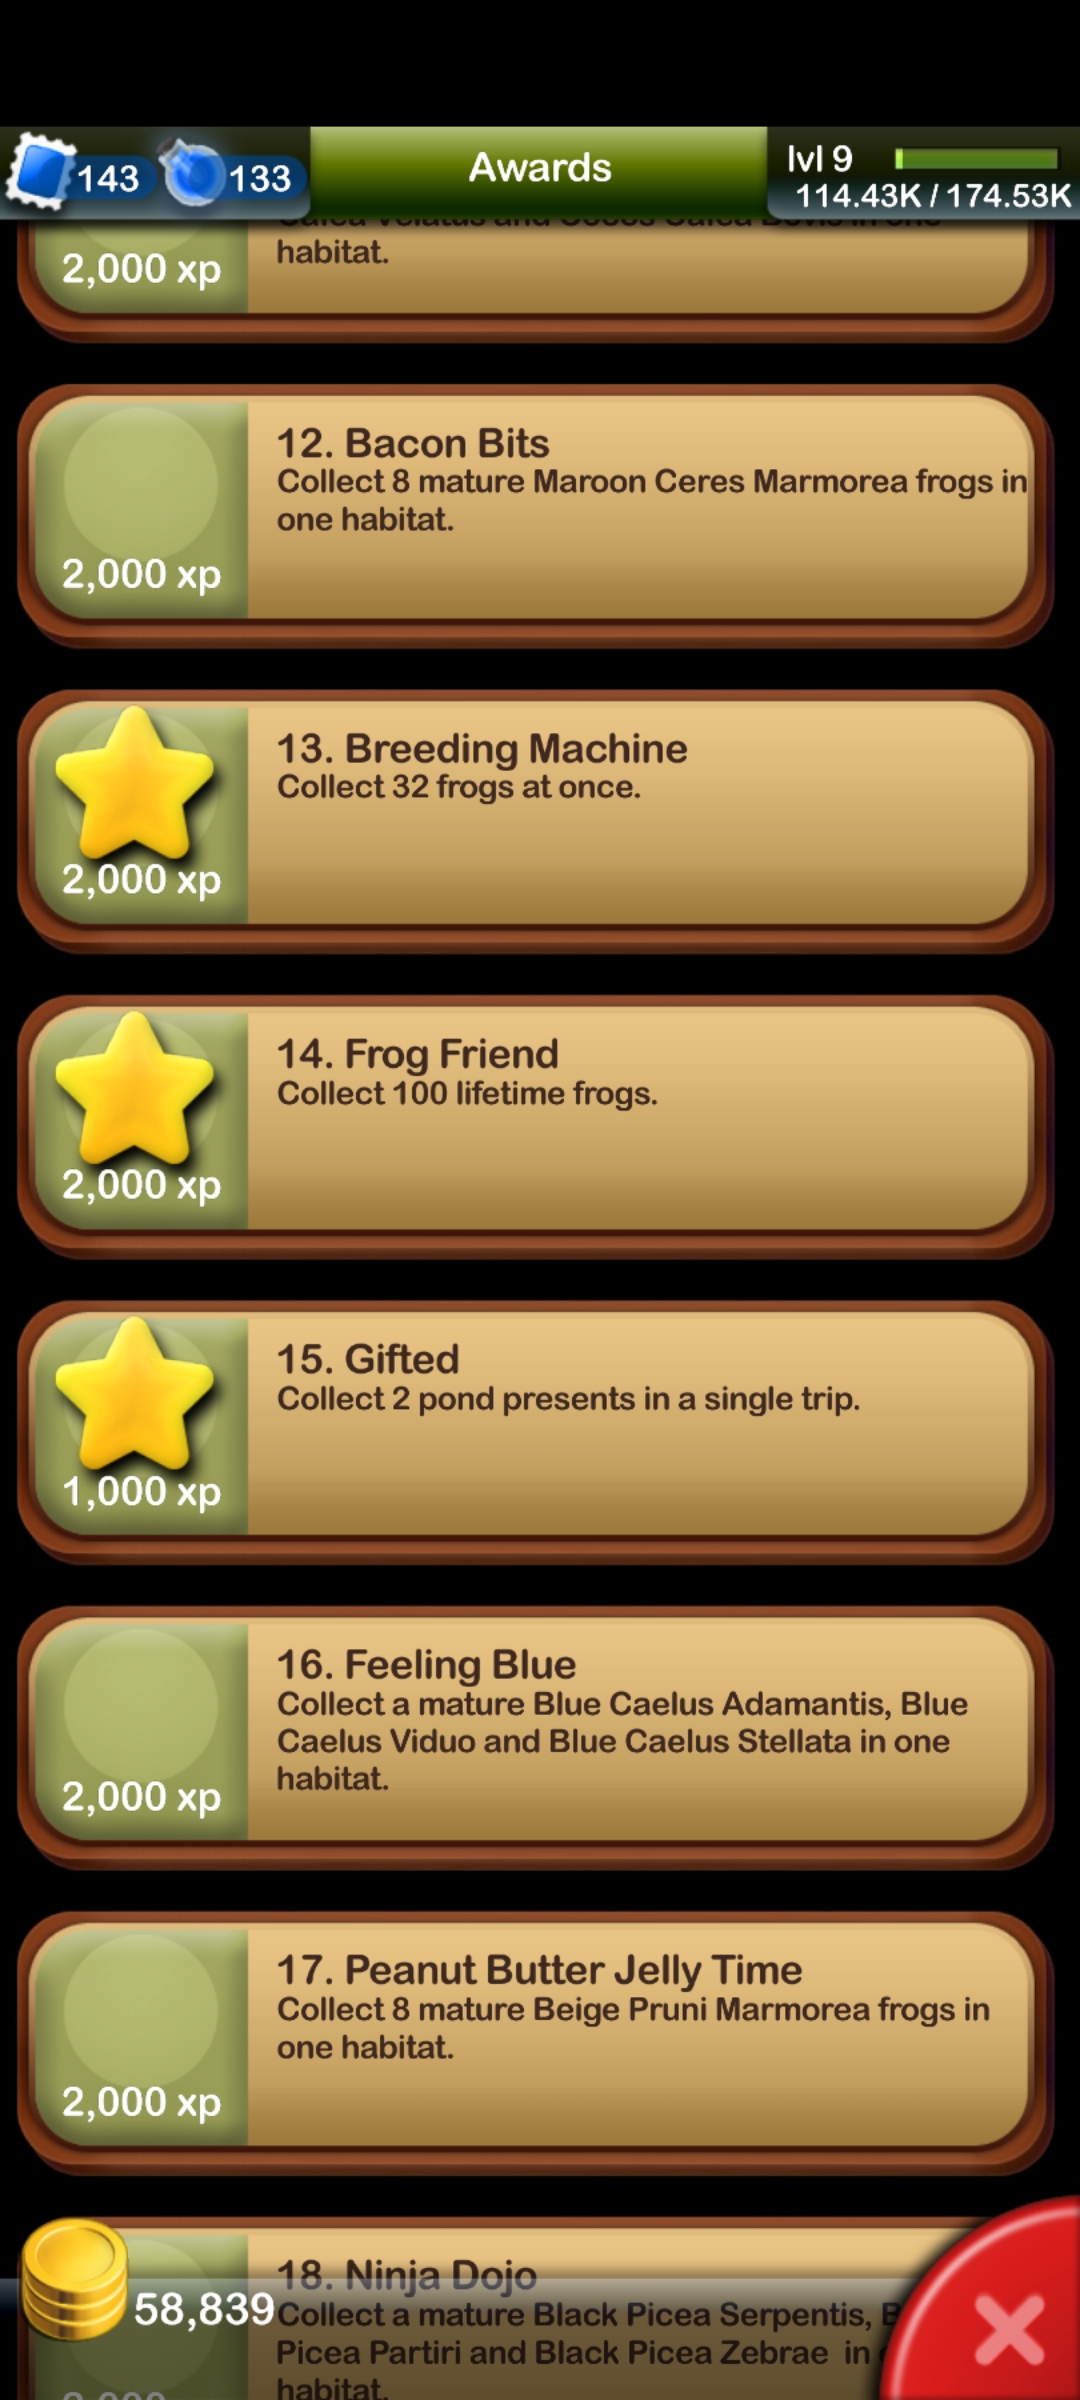 143
133
Awards
lvl 9
114.43K / 174.53K
habitat.
2,000 xp
12. Bacon Bits
Collect 8 mature Maroon Ceres Marmorea frogs in
one habitat.
2,000 xp
13. Breeding Machine
Collect 32 frogs at once.
2,000 xp
14. Frog Friend
Collect 100 lifetime frogs.
2,000 xp
15. Gifted
Collect 2 pond presents in a single trip.
1,000 xp
16. Feeling Blue
Collect a mature Blue Caelus Adamantis, Blue
Caelus Viduo and Blue Caelus Stellata in one
habitat.
2,000 xp
17. Peanut Butter Jelly Time
Collect 8 mature Beige Pruni Marmorea frogs in
one habitat.
2,000 xp
18. Ninja Dojo
58,839
Collect a mature Black Picea Serpentis,
Picea Partiri and Black Picea Zebrae in
habitat.